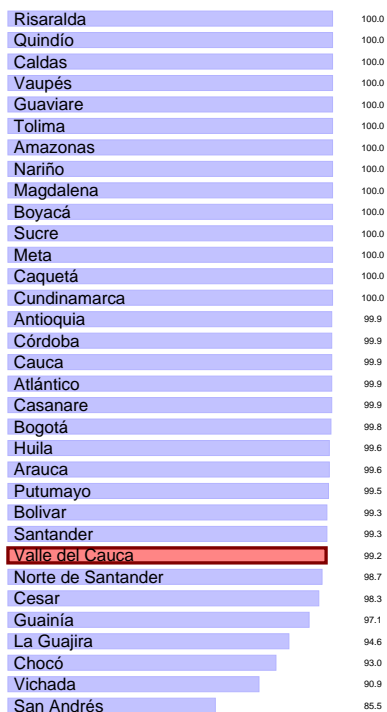 Risaralda 100.0
Quindío 100.0
Caldas 100.0
Vaupés 100.0
Guaviare 100.0
Tolima 100.0
Amazonas 100.0
Nariño 100.0
Magdalena 100.0
Boyacá 100.0
Sucre 100.0
Meta 100.0
Caquetá 100.0
Cundinamarca 100.0
Antioquia 99.9
Córdoba 99.9
Cauca 99.9
Atlántico 99.9
Casanare 99.9
Bogotá 99.8
Huila 99.6
Arauca 99.6
Putumayo 99.5
Bolivar 99.3
Santander 99.3
Valle del Cauca 99.2
Norte de Santander 98.7
Cesar 98.3
Guainía 97.1
La Guajira 94.6
Chocó 93.0
Vichada 90.9
San Andrés 85.5